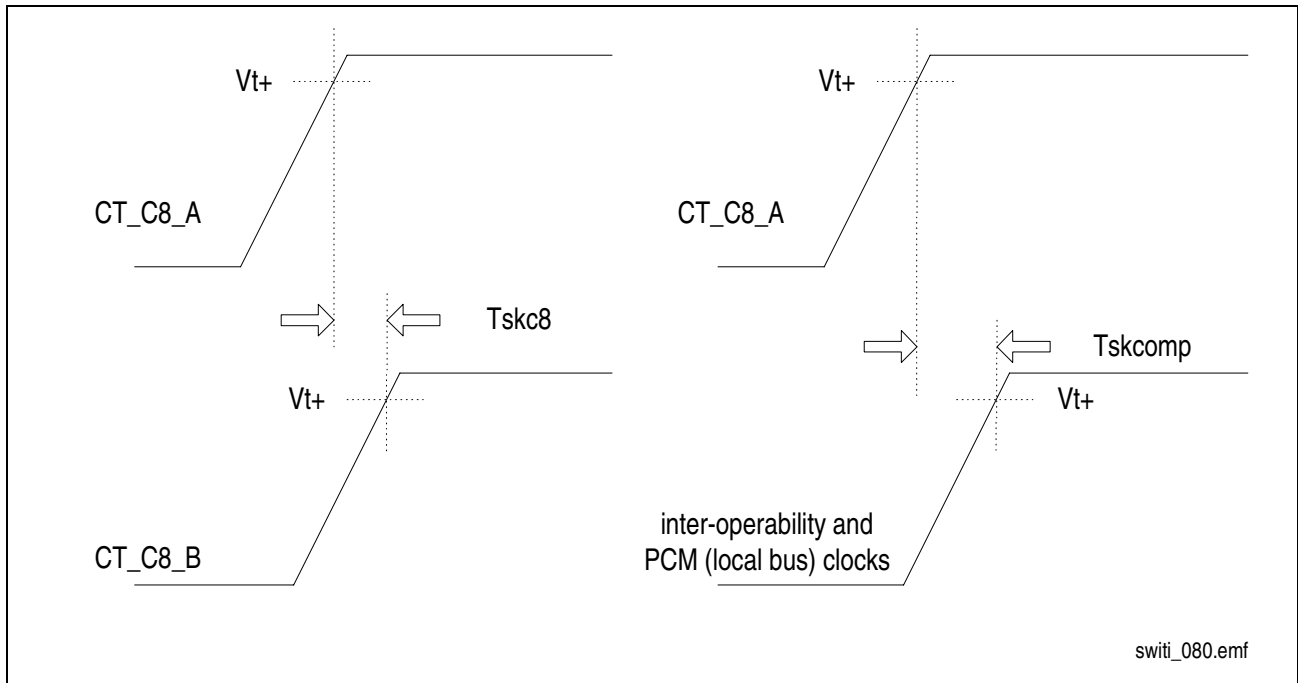 Vt+
CT_C8_A
Tskc8
Vt+
CT_C8_B
Vt+
CT_C8_A
Tskcomp
Vt+
inter-operability and
PCM (local bus) clocks
switi_080.emf